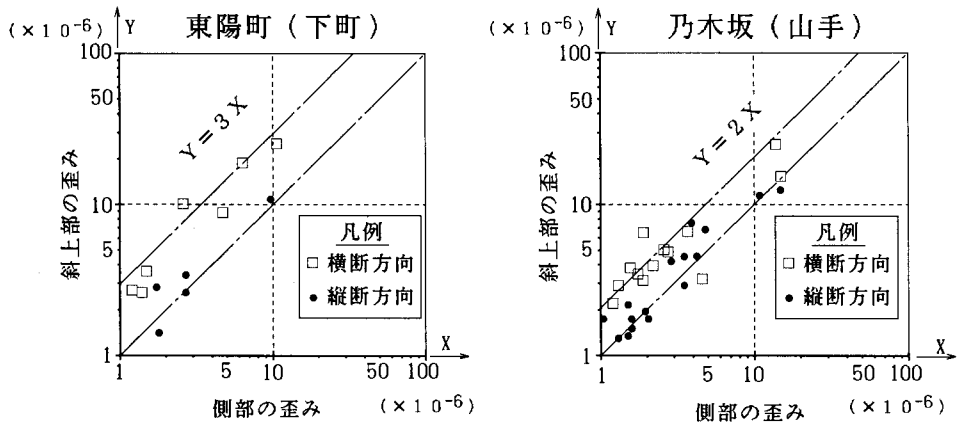 東陽町（下町）
(×10⁻⁶) Y
100
50
10
5
1
斜上部の歪み
Y=3X
凡例
□ 横断方向
● 縦断方向
X
1 5 10 50 100
側部の歪み (×10⁻⁶)
乃木坂（山手）
(×10⁻⁶) Y
100
50
10
5
1
斜上部の歪み
Y=2X
凡例
□ 横断方向
● 縦断方向
X
1 5 10 50 100
側部の歪み (×10⁻⁶)